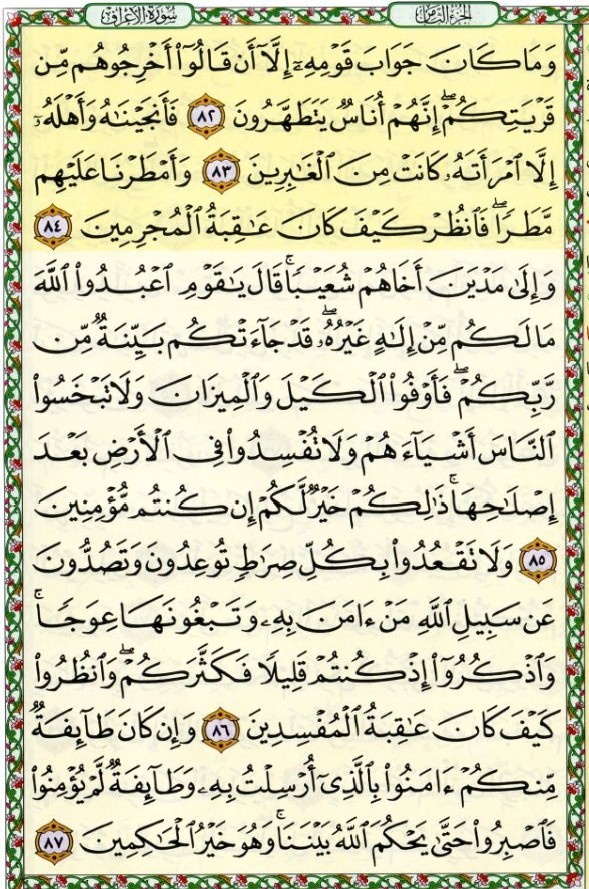 سورة الأعراف
الجزء الثامن
وَمَا كَانَ جَوَابَ قَوْمِهِۦٓ إِلَّآ أَن قَالُوٓا۟ أَخْرِجُوهُم مِّن
قَرْيَتِكُمْ ۖ إِنَّهُمْ أُنَاسٌ يَتَطَهَّرُونَ ٨٢ فَأَنجَيْنَـٰهُ وَأَهْلَهُۥٓ
إِلَّا ٱمْرَأَتَهُۥ كَانَتْ مِنَ ٱلْغَـٰبِرِينَ ٨٣ وَأَمْطَرْنَا عَلَيْهِم
مَّطَرًا ۖ فَٱنظُرْ كَيْفَ كَانَ عَـٰقِبَةُ ٱلْمُجْرِمِينَ ٨٤
وَإِلَىٰ مَدْيَنَ أَخَاهُمْ شُعَيْبًا ۗ قَالَ يَـٰقَوْمِ ٱعْبُدُوا۟ ٱللَّهَ
مَا لَكُم مِّنْ إِلَـٰهٍ غَيْرُهُۥ ۖ قَدْ جَآءَتْكُم بَيِّنَةٌ مِّن
رَّبِّكُمْ ۖ فَأَوْفُوا۟ ٱلْكَيْلَ وَٱلْمِيزَانَ وَلَا تَبْخَسُوا۟
ٱلنَّاسَ أَشْيَآءَهُمْ وَلَا تُفْسِدُوا۟ فِى ٱلْأَرْضِ بَعْدَ
إِصْلَـٰحِهَا ۚ ذَٰلِكُمْ خَيْرٌ لَّكُمْ إِن كُنتُم مُّؤْمِنِينَ
٨٥ وَلَا تَقْعُدُوا۟ بِكُلِّ صِرَٰطٍ تُوعِدُونَ وَتَصُدُّونَ
عَن سَبِيلِ ٱللَّهِ مَنْ ءَامَنَ بِهِۦ وَتَبْغُونَهَا عِوَجًا ۚ
وَٱذْكُرُوٓا۟ إِذْ كُنتُمْ قَلِيلًا فَكَثَّرَكُمْ ۖ وَٱنظُرُوا۟
كَيْفَ كَانَ عَـٰقِبَةُ ٱلْمُفْسِدِينَ ٨٦ وَإِن كَانَ طَآئِفَةٌ
مِّنكُمْ ءَامَنُوا۟ بِٱلَّذِىٓ أُرْسِلْتُ بِهِۦ وَطَآئِفَةٌ لَّمْ يُؤْمِنُوا۟
فَٱصْبِرُوا۟ حَتَّىٰ يَحْكُمَ ٱللَّهُ بَيْنَنَا ۚ وَهُوَ خَيْرُ ٱلْحَـٰكِمِينَ ٨٧